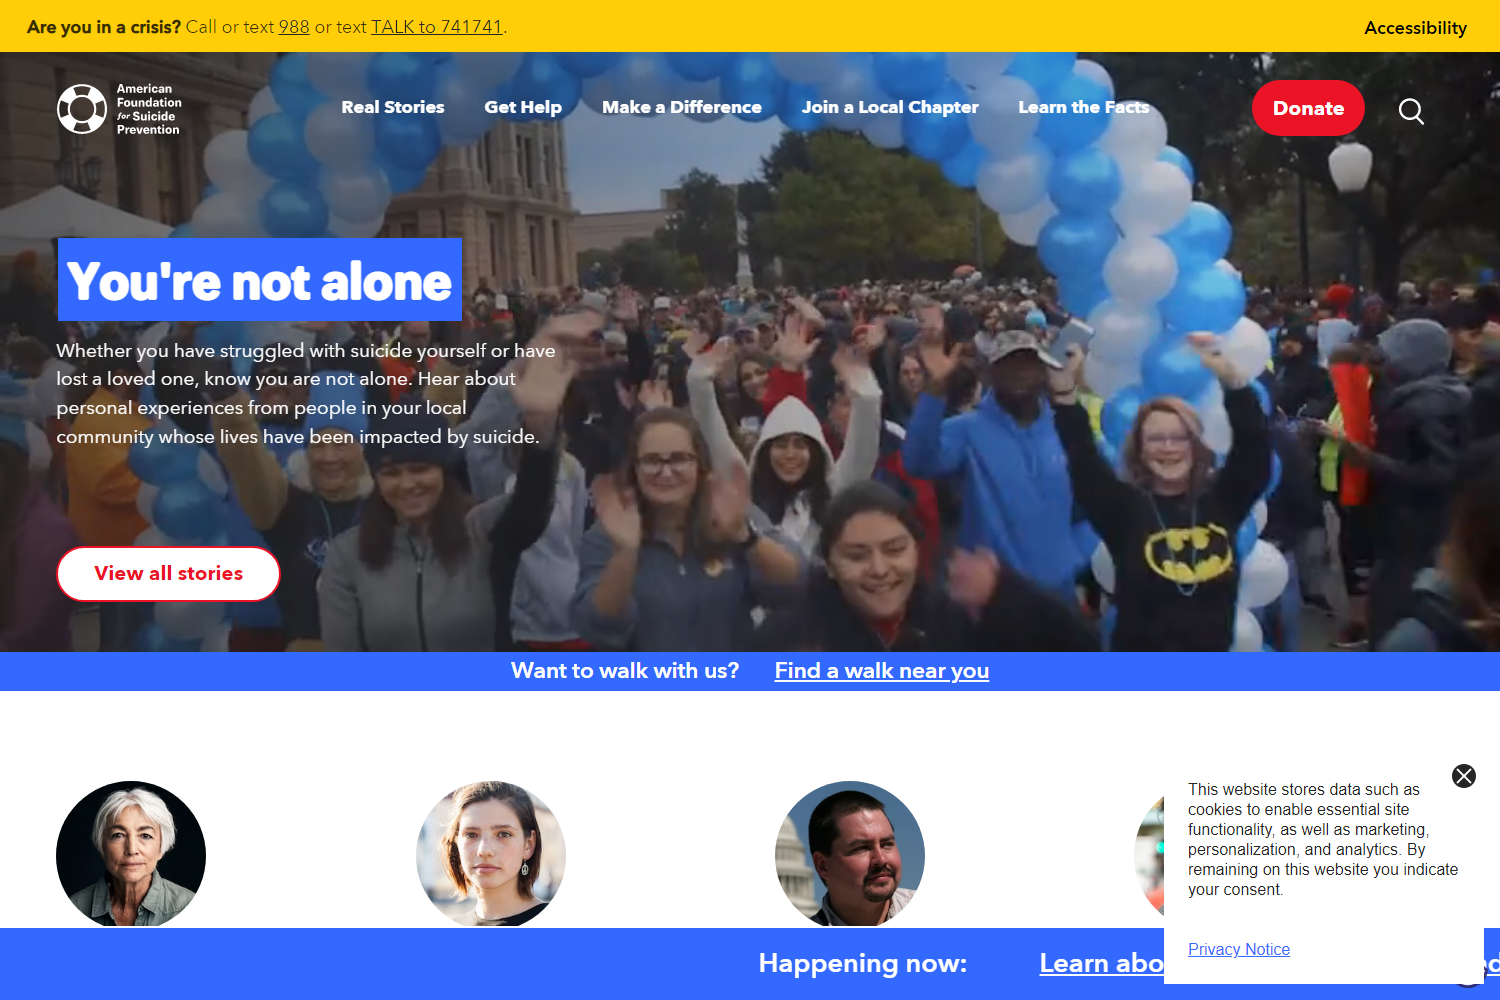 Are you in a crisis? Call or text 988 or text TALK to 741741.
Accessibility
American
Foundation
for Suicide
Prevention
Real Stories
Get Help
Make a Difference
Join a Local Chapter
Learn the Facts
Donate
You're not alone
Whether you have struggled with suicide yourself or have
lost a loved one, know you are not alone. Hear about
personal experiences from people in your local
community whose lives have been impacted by suicide.
View all stories
Want to walk with us?
Find a walk near you
This website stores data such as
cookies to enable essential site
functionality, as well as marketing,
personalization, and analytics. By
remaining on this website you indicate
your consent.
Privacy Notice
Happening now:
Learn